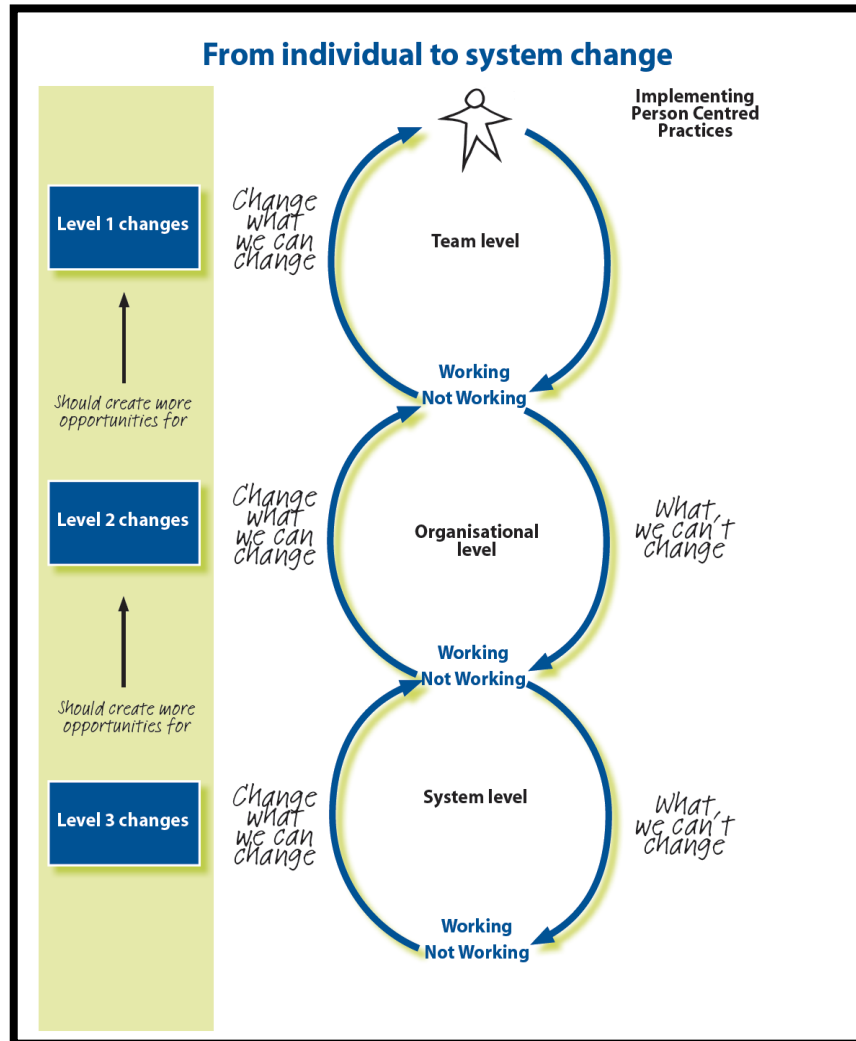 From individual to system change
Implementing
Person Centred
Practices
Level 1 changes
Change
what
we can
change
Team level
Working
Not Working
Should create more
opportunities for
Level 2 changes
Change
what
we can
change
Organisational
level
What
we can't
change
Working
Not Working
Should create more
opportunities for
Level 3 changes
Change
what
we can
change
System level
What
we can't
change
Working
Not Working